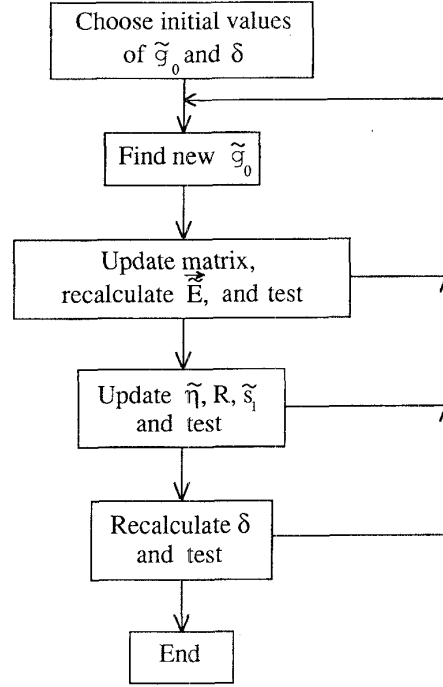 Choose initial values
of g̃₀ and δ
Find new g̃₀
Update matrix,
recalculate Ẽ⃗, and test
Update η̃, R, s̃₁
and test
Recalculate δ
and test
End